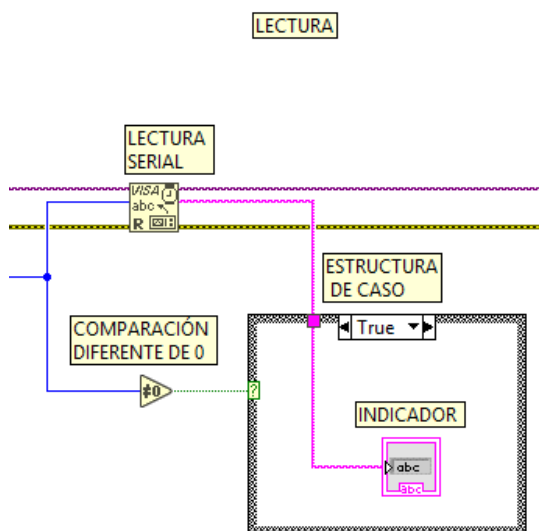 LECTURA
LECTURA
SERIAL
VISA
abc
R
ESTRUCTURA
DE CASO
COMPARACIÓN
DIFERENTE DE 0
True
≠0
?
INDICADOR
abc
abc